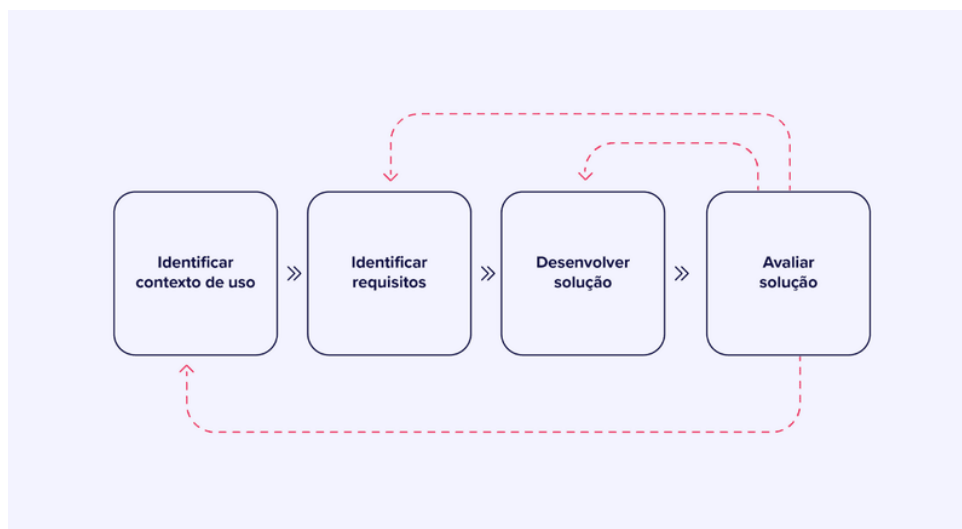 Identificar
contexto de uso
Identificar
requisitos
Desenvolver
solução
Avaliar
solução